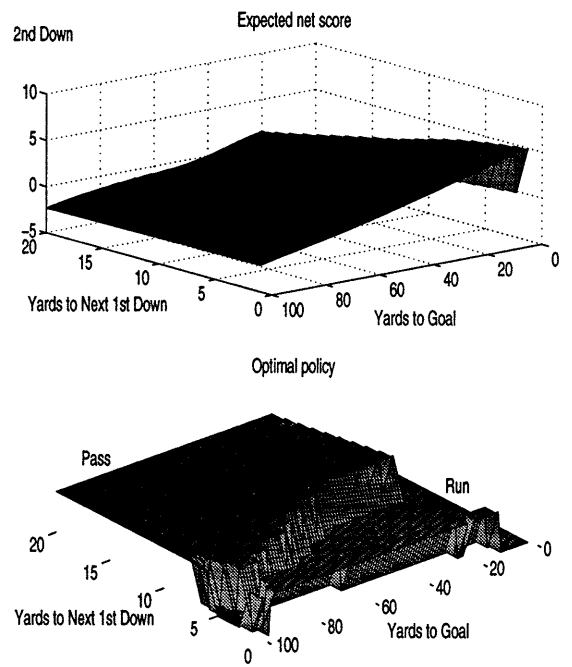 Expected net score
2nd Down
10
5
0
-5
20
15
10
5
0
100
80
60
40
20
0
Yards to Next 1st Down
Yards to Goal
Optimal policy
Pass
Run
20
15
10
5
0
100
80
60
40
20
0
Yards to Next 1st Down
Yards to Goal